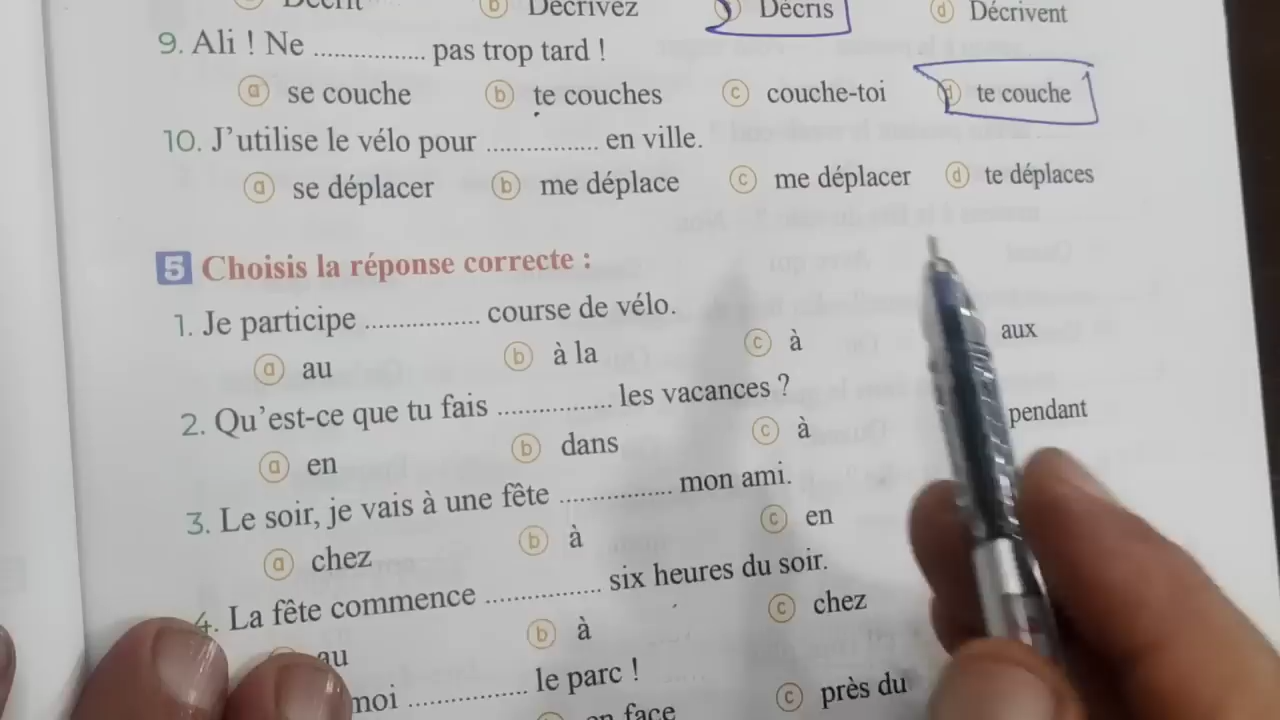 b Décrivez Décris d Décrivent
9. Ali ! Ne ................ pas trop tard !
a se couche b te couches c couche-toi d te couche
10. J'utilise le vélo pour ................ en ville.
a se déplacer b me déplace c me déplacer d te déplaces
5 Choisis la réponse correcte :
1. Je participe ................ course de vélo.
a au b à la c à aux
2. Qu'est-ce que tu fais ................ les vacances ?
a en b dans c à pendant
3. Le soir, je vais à une fête ................ mon ami.
a chez b à c en
4. La fête commence ................ six heures du soir.
au b à c chez
moi ................ le parc !
en face c près du